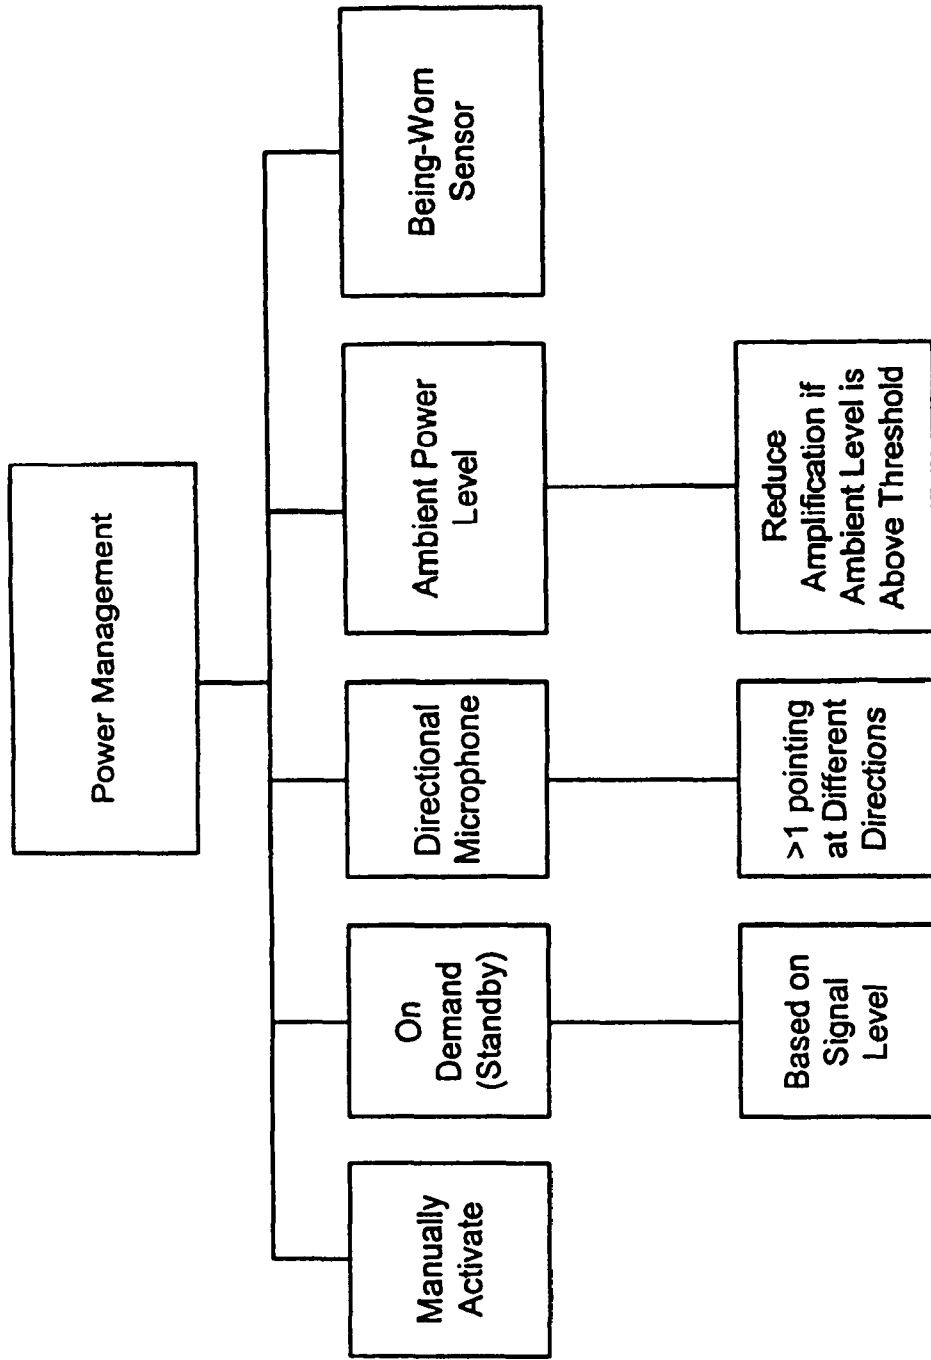 Power Management
Manually
Activate
On
Demand
(Standby)
Directional
Microphone
Ambient Power
Level
Being-Worn
Sensor
Based on
Signal
Level
>1 pointing
at Different
Directions
Reduce
Amplification if
Ambient Level is
Above Threshold